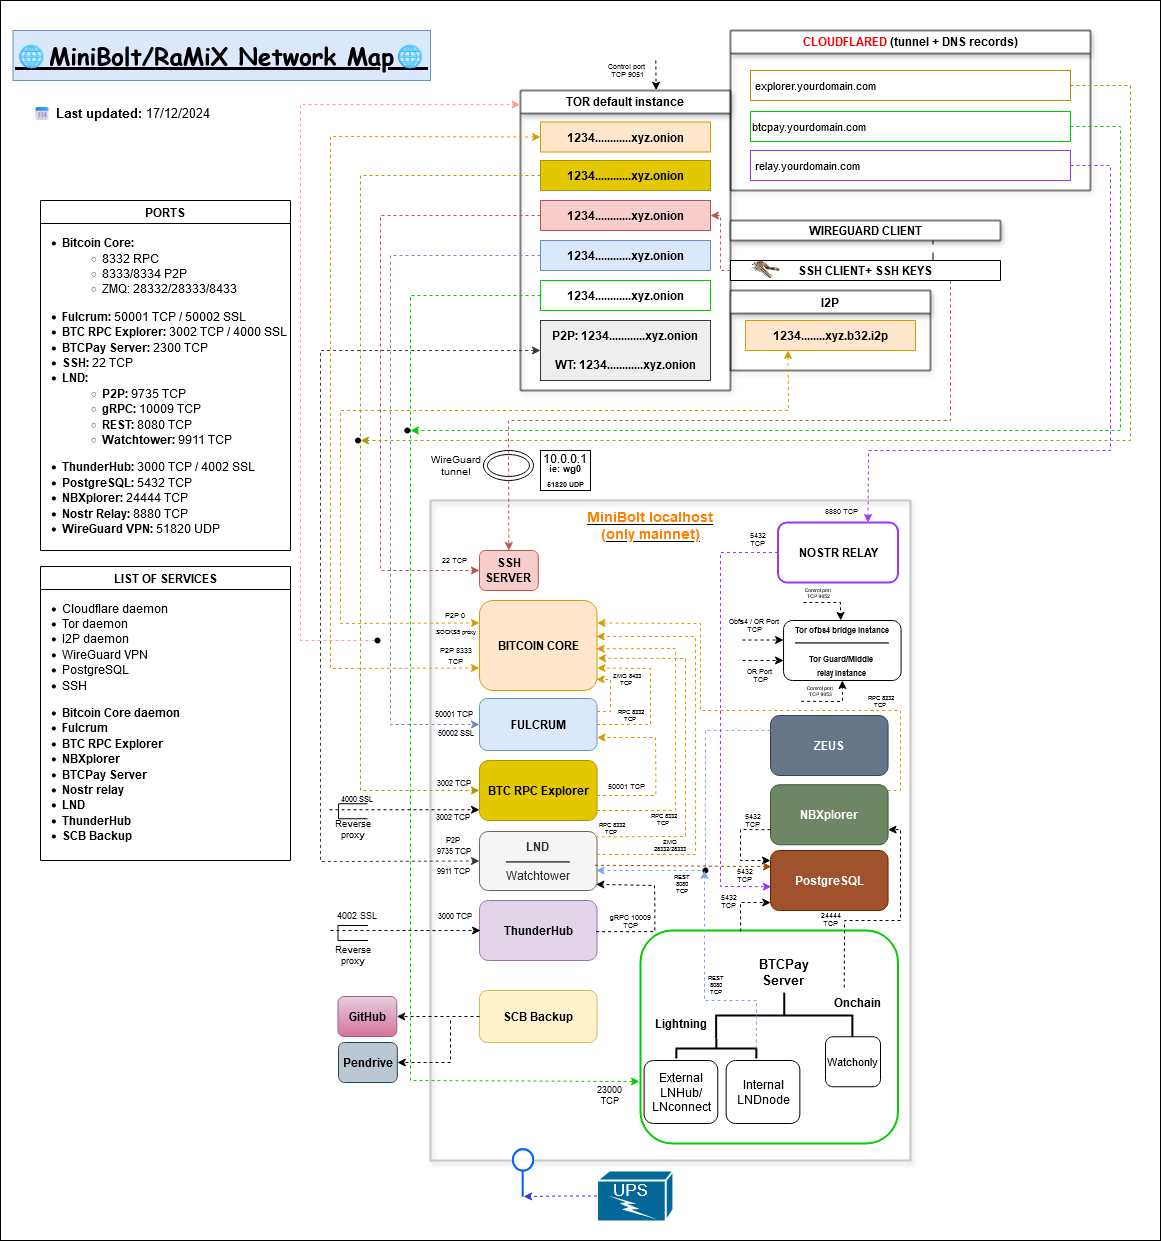 MiniBolt/RaMiX Network Map
Last updated: 17/12/2024
CLOUDFLARED (tunnel + DNS records)
explorer.yourdomain.com
btcpay.yourdomain.com
relay.yourdomain.com
Control port
TCP 9051
TOR default instance
1234............xyz.onion
1234............xyz.onion
1234............xyz.onion
1234............xyz.onion
1234............xyz.onion
P2P: 1234............xyz.onion
WT: 1234............xyz.onion
WIREGUARD CLIENT
SSH CLIENT+ SSH KEYS
I2P
1234........xyz.b32.i2p
PORTS
Bitcoin Core:
8332 RPC
8333/8334 P2P
ZMQ: 28332/28333/8433
Fulcrum: 50001 TCP / 50002 SSL
BTC RPC Explorer: 3002 TCP / 4000 SSL
BTCPay Server: 2300 TCP
SSH: 22 TCP
LND:
P2P: 9735 TCP
gRPC: 10009 TCP
REST: 8080 TCP
Watchtower: 9911 TCP
ThunderHub: 3000 TCP / 4002 SSL
PostgreSQL: 5432 TCP
NBXplorer: 24444 TCP
Nostr Relay: 8880 TCP
WireGuard VPN: 51820 UDP
LIST OF SERVICES
Cloudflare daemon
Tor daemon
I2P daemon
WireGuard VPN
PostgreSQL
SSH
Bitcoin Core daemon
Fulcrum
BTC RPC Explorer
NBXplorer
BTCPay Server
Nostr relay
LND
ThunderHub
SCB Backup
WireGuard
tunnel
10.0.0.1
ie: wg0
51820 UDP
MiniBolt localhost
(only mainnet)
8880 TCP
5432
TCP
NOSTR RELAY
22 TCP
SSH
SERVER
Control port
TCP 9052
P2P 0
SOCKS5 proxy
P2P 8333
TCP
BITCOIN CORE
Obfs4 / OR Port
TCP
Tor ofbs4 bridge instance
Tor Guard/Middle
relay instance
OR Port
TCP
Control port
TCP 9053
ZMQ 8433
TCP
RPC 8332
TCP
RPC 8332
TCP
50001 TCP
50002 SSL
FULCRUM
ZEUS
3002 TCP
BTC RPC Explorer
50001 TCP
4000 SSL
Reverse
proxy
3002 TCP
RPC 8332
TCP
RPC 8332
TCP
NBXplorer
5432
TCP
P2P
9735 TCP
9911 TCP
LND
Watchtower
ZMQ
28332/28333
REST
8080
TCP
5432
TCP
PostgreSQL
5432
TCP
24444
TCP
4002 SSL
Reverse
proxy
3000 TCP
ThunderHub
gRPC 10009
TCP
BTCPay
Server
REST
8080
TCP
Onchain
Lightning
Watchonly
External
LNHub/
LNconnect
Internal
LNDnode
GitHub
Pendrive
SCB Backup
23000
TCP
UPS